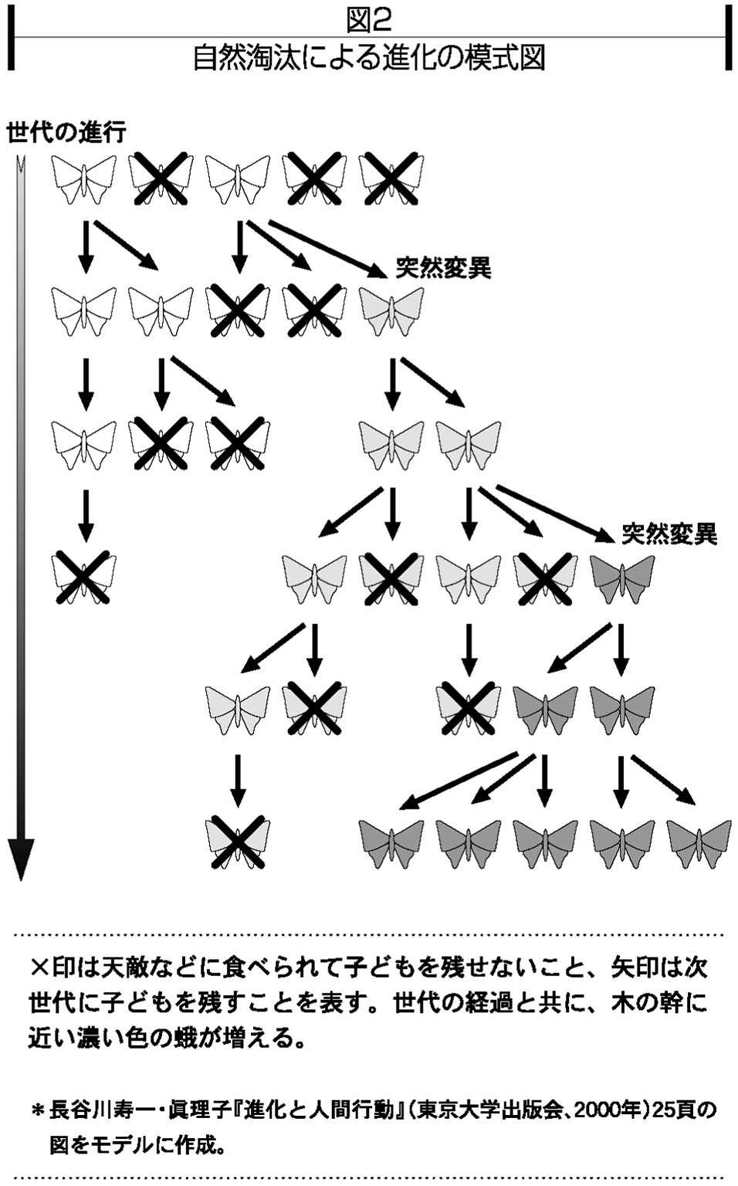 図2
自然淘汰による進化の模式図
世代の進行
突然変異
突然変異
×印は天敵などに食べられて子どもを残せないこと、矢印は次
世代に子どもを残すことを表す。世代の経過と共に、木の幹に
近い濃い色の蛾が増える。
＊長谷川寿一・眞理子『進化と人間行動』(東京大学出版会、2000年)25頁の
図をモデルに作成。